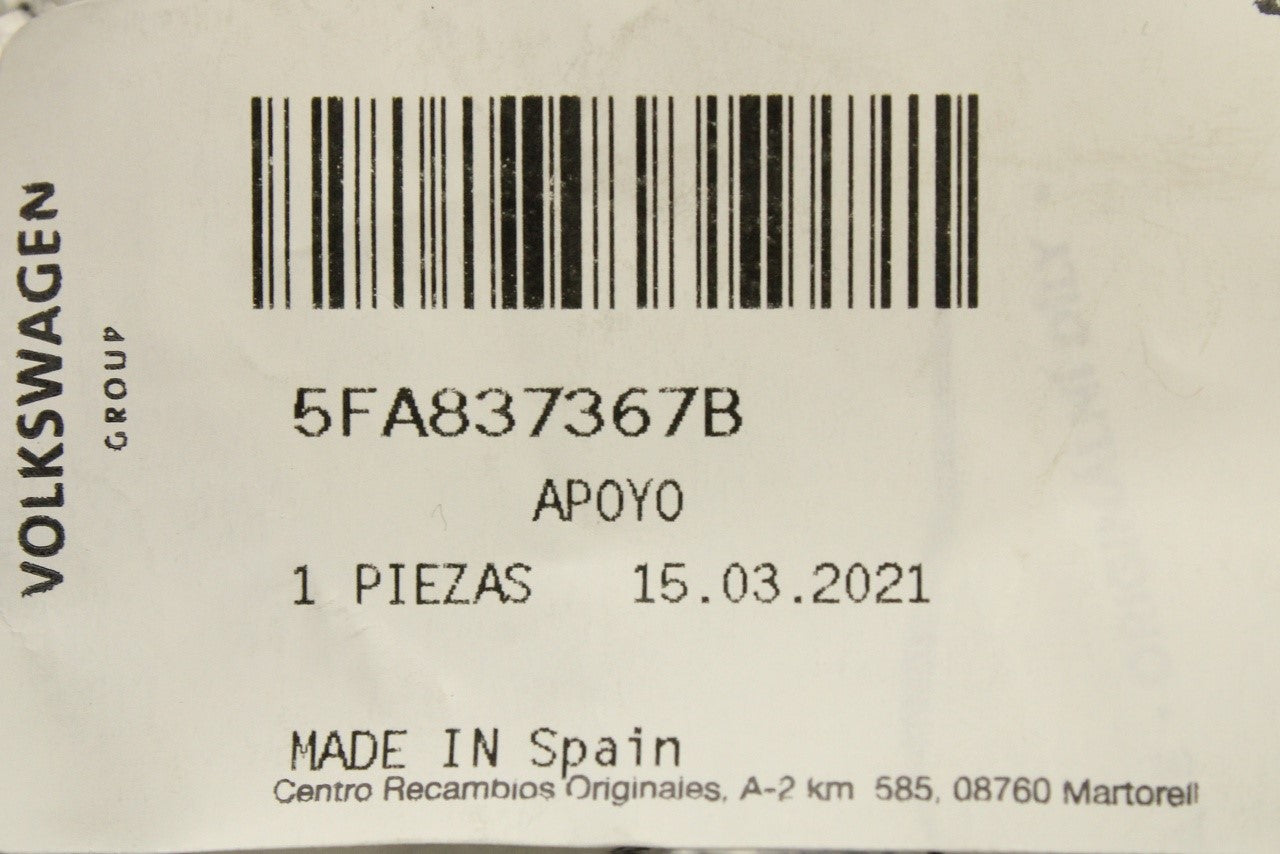 VOLKSWAGEN
GROUP
5FA837367B
APOYO
1 PIEZAS 15.03.2021
MADE IN Spain
Centro Recambios Originales, A-2 km 585, 08760 Martorell